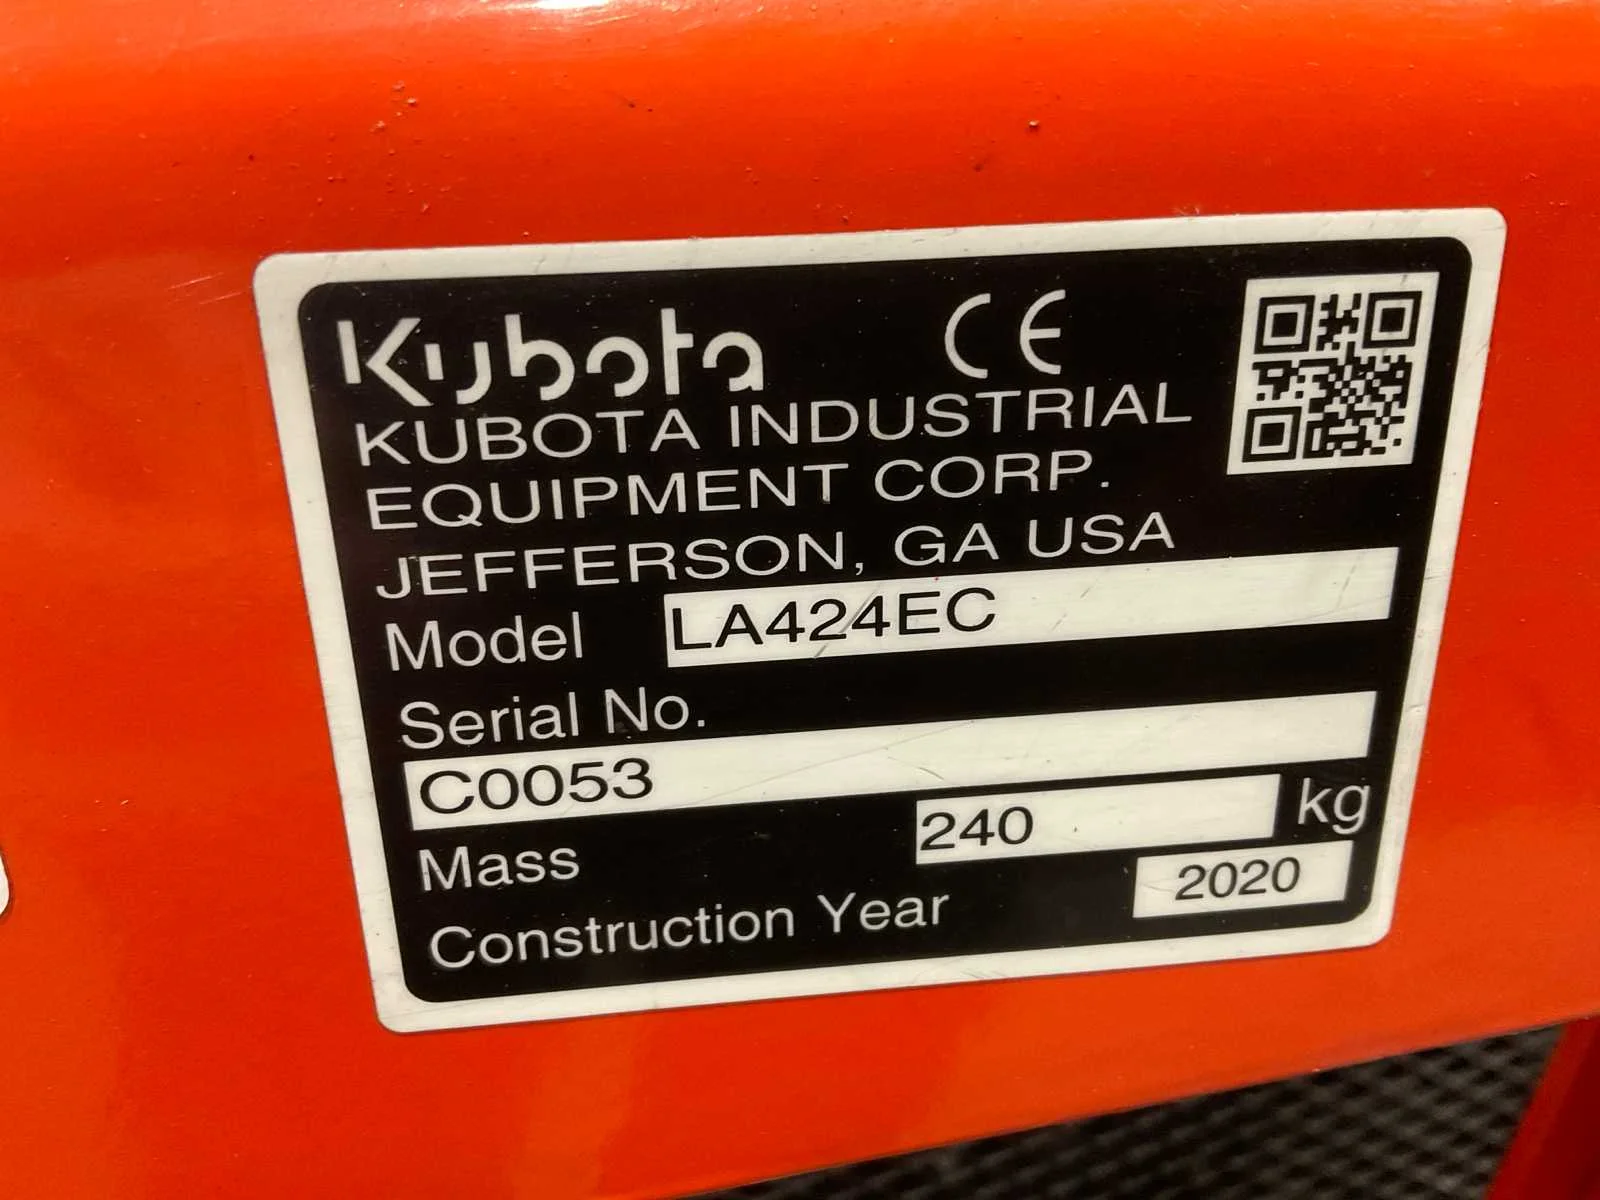 Kubota CE
KUBOTA INDUSTRIAL
EQUIPMENT CORP.
JEFFERSON, GA USA
Model LA424EC
Serial No.
C0053
Mass 240 kg
Construction Year 2020